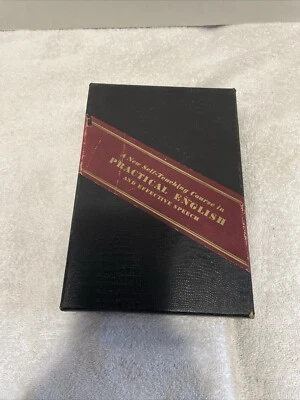 A New Self-Teaching Course in
PRACTICAL ENGLISH
AND EFFECTIVE SPEECH